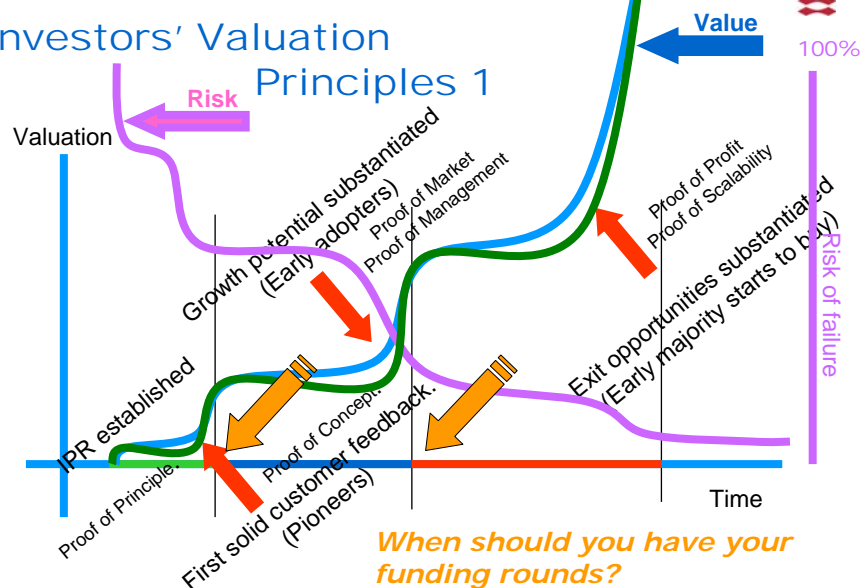 nvestors' Valuation
Principles 1
Value
100%
Risk
Valuation
Growth potential substantiated
(Early adopters)
Proof of Market
Proof of Management
Proof of Profit
Proof of Scalability
Exit opportunities substantiated
(Early majority starts to buy)
Risk of failure
IPR established
Proof of Principle.
Proof of Concept.
First solid customer feedback.
(Pioneers)
Time
When should you have your
funding rounds?